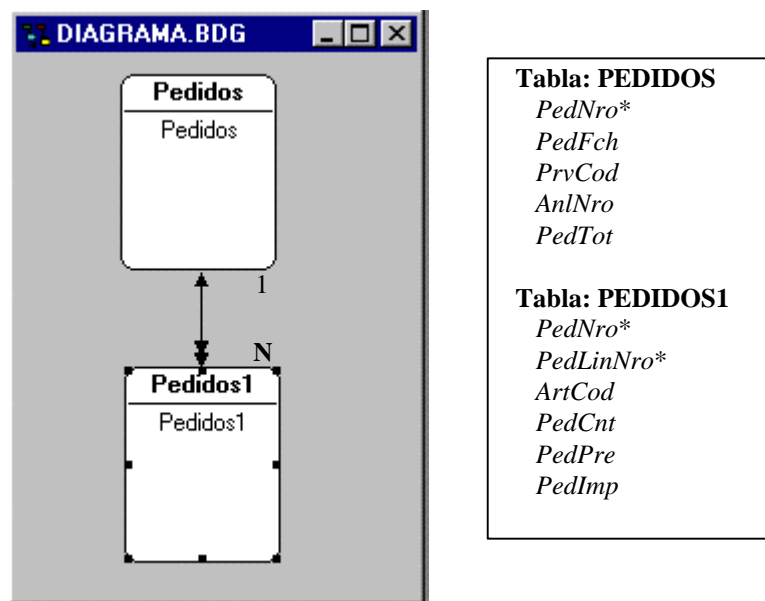 DIAGRAMA.BDG
Pedidos
Pedidos
1
N
Pedidos1
Pedidos1
Tabla: PEDIDOS
PedNro*
PedFch
PrvCod
AnlNro
PedTot
Tabla: PEDIDOS1
PedNro*
PedLinNro*
ArtCod
PedCnt
PedPre
PedImp